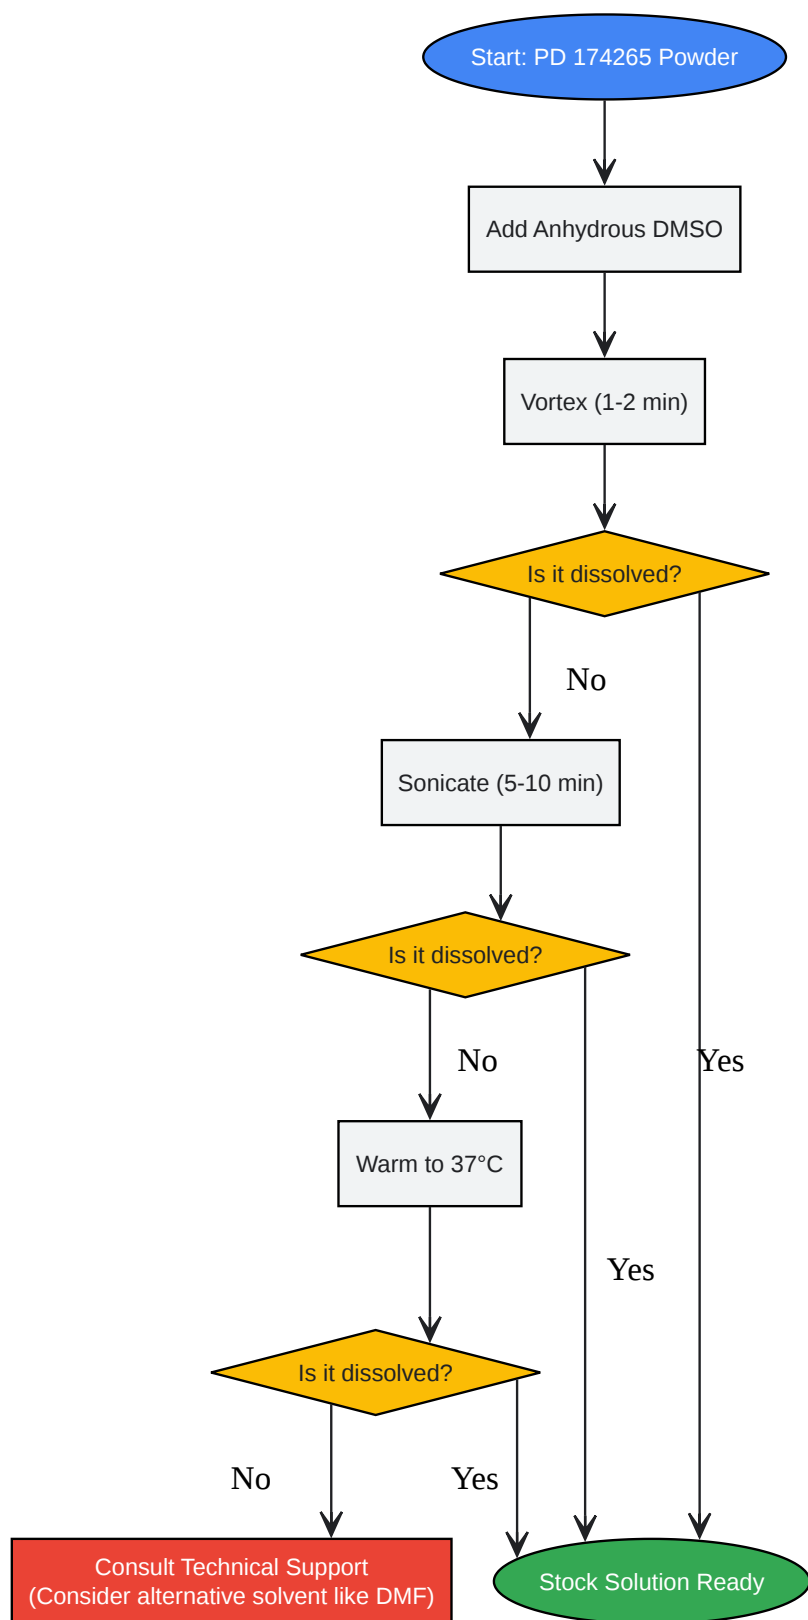 Start: PD 174265 Powder
Add Anhydrous DMSO
Vortex (1-2 min)
Is it dissolved?
No
Sonicate (5-10 min)
Is it dissolved?
No
Yes
Warm to 37°C
Yes
Is it dissolved?
No
Yes
Consult Technical Support
(Consider alternative solvent like DMF)
Stock Solution Ready